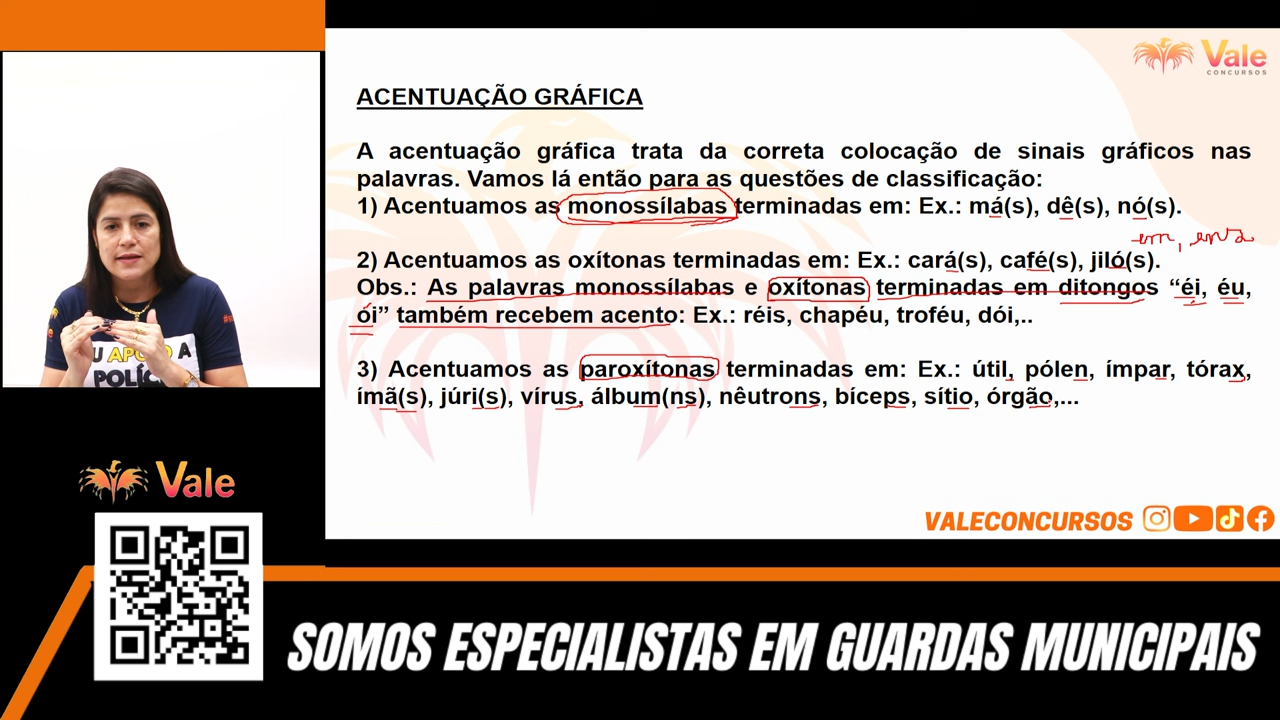 Vale
CONCURSOS
ACENTUAÇÃO GRÁFICA
A acentuação gráfica trata da correta colocação de sinais gráficos nas
palavras. Vamos lá então para as questões de classificação:
1) Acentuamos as monossílabas terminadas em: Ex.: má(s), dê(s), nó(s).
em, ens
2) Acentuamos as oxítonas terminadas em: Ex.: cará(s), café(s), jiló(s).
Obs.: As palavras monossílabas e oxítonas terminadas em ditongos “éi, éu,
ói” também recebem acento: Ex.: réis, chapéu, troféu, dói,..
3) Acentuamos as paroxítonas terminadas em: Ex.: útil, pólen, ímpar, tórax,
ímã(s), júri(s), vírus, álbum(ns), nêutrons, bíceps, sítio, órgão,...
APOIO A
POLÍC
Vale
VALECONCURSOS
SOMOS ESPECIALISTAS EM GUARDAS MUNICIPAIS